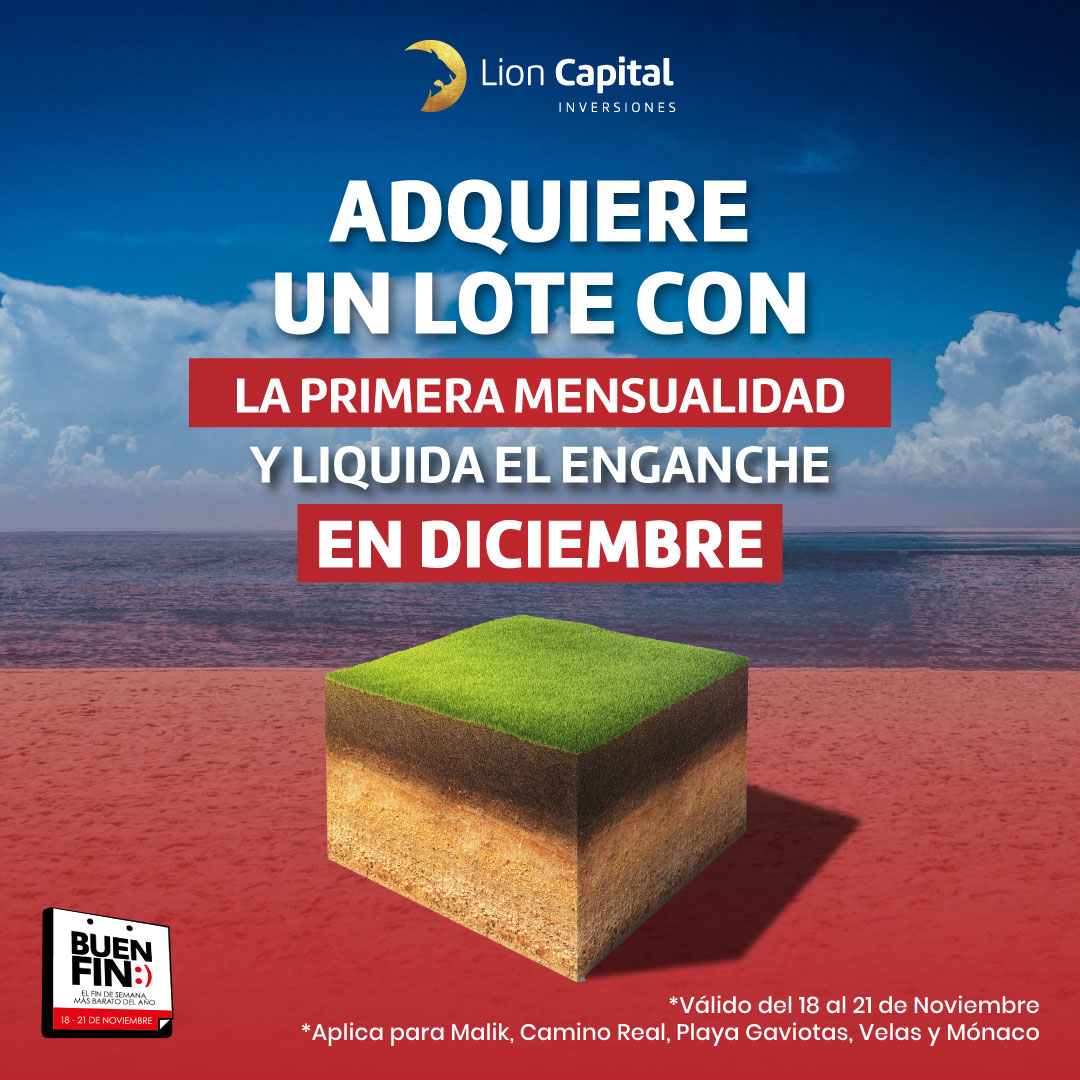 Lion Capital
INVERSIONES
ADQUIERE
UN LOTE CON
LA PRIMERA MENSUALIDAD
Y LIQUIDA EL ENGANCHE
EN DICIEMBRE
BUEN
FIN:)
EL FIN DE SEMANA
MÁS BARATO DEL AÑO
18 - 21 DE NOVIEMBRE
*Válido del 18 al 21 de Noviembre
*Aplica para Malik, Camino Real, Playa Gaviotas, Velas y Mónaco